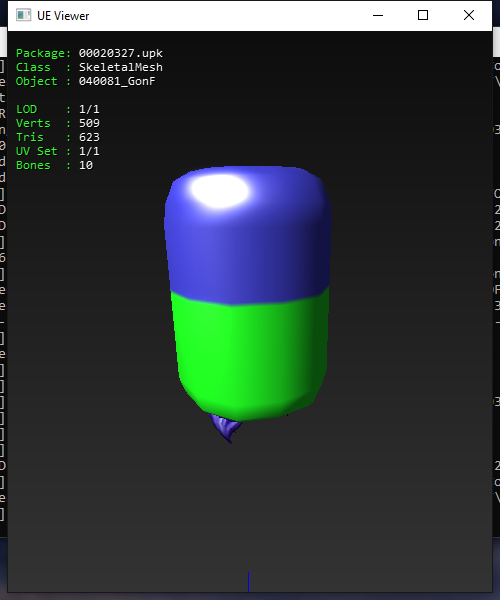 UE Viewer
Package: 00020327.upk
Class  : SkeletalMesh
Object : 040081_GonF
LOD    : 1/1
Verts  : 509
Tris   : 623
UV Set : 1/1
Bones  : 10